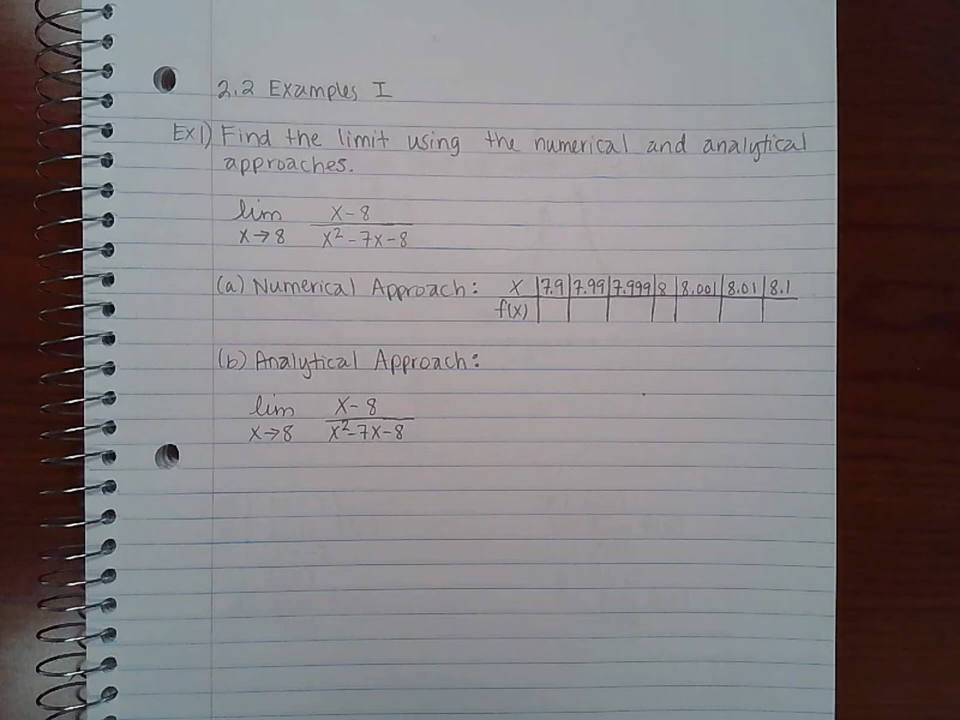 2.2 Examples I
Ex1) Find the limit using the numerical and analytical
approaches.
lim x-8
x→8 x²-7x-8
(a) Numerical Approach: x 7.9 7.99 7.999 8 8.001 8.01 8.1
f(x)
(b) Analytical Approach:
lim x-8
x→8 x²-7x-8